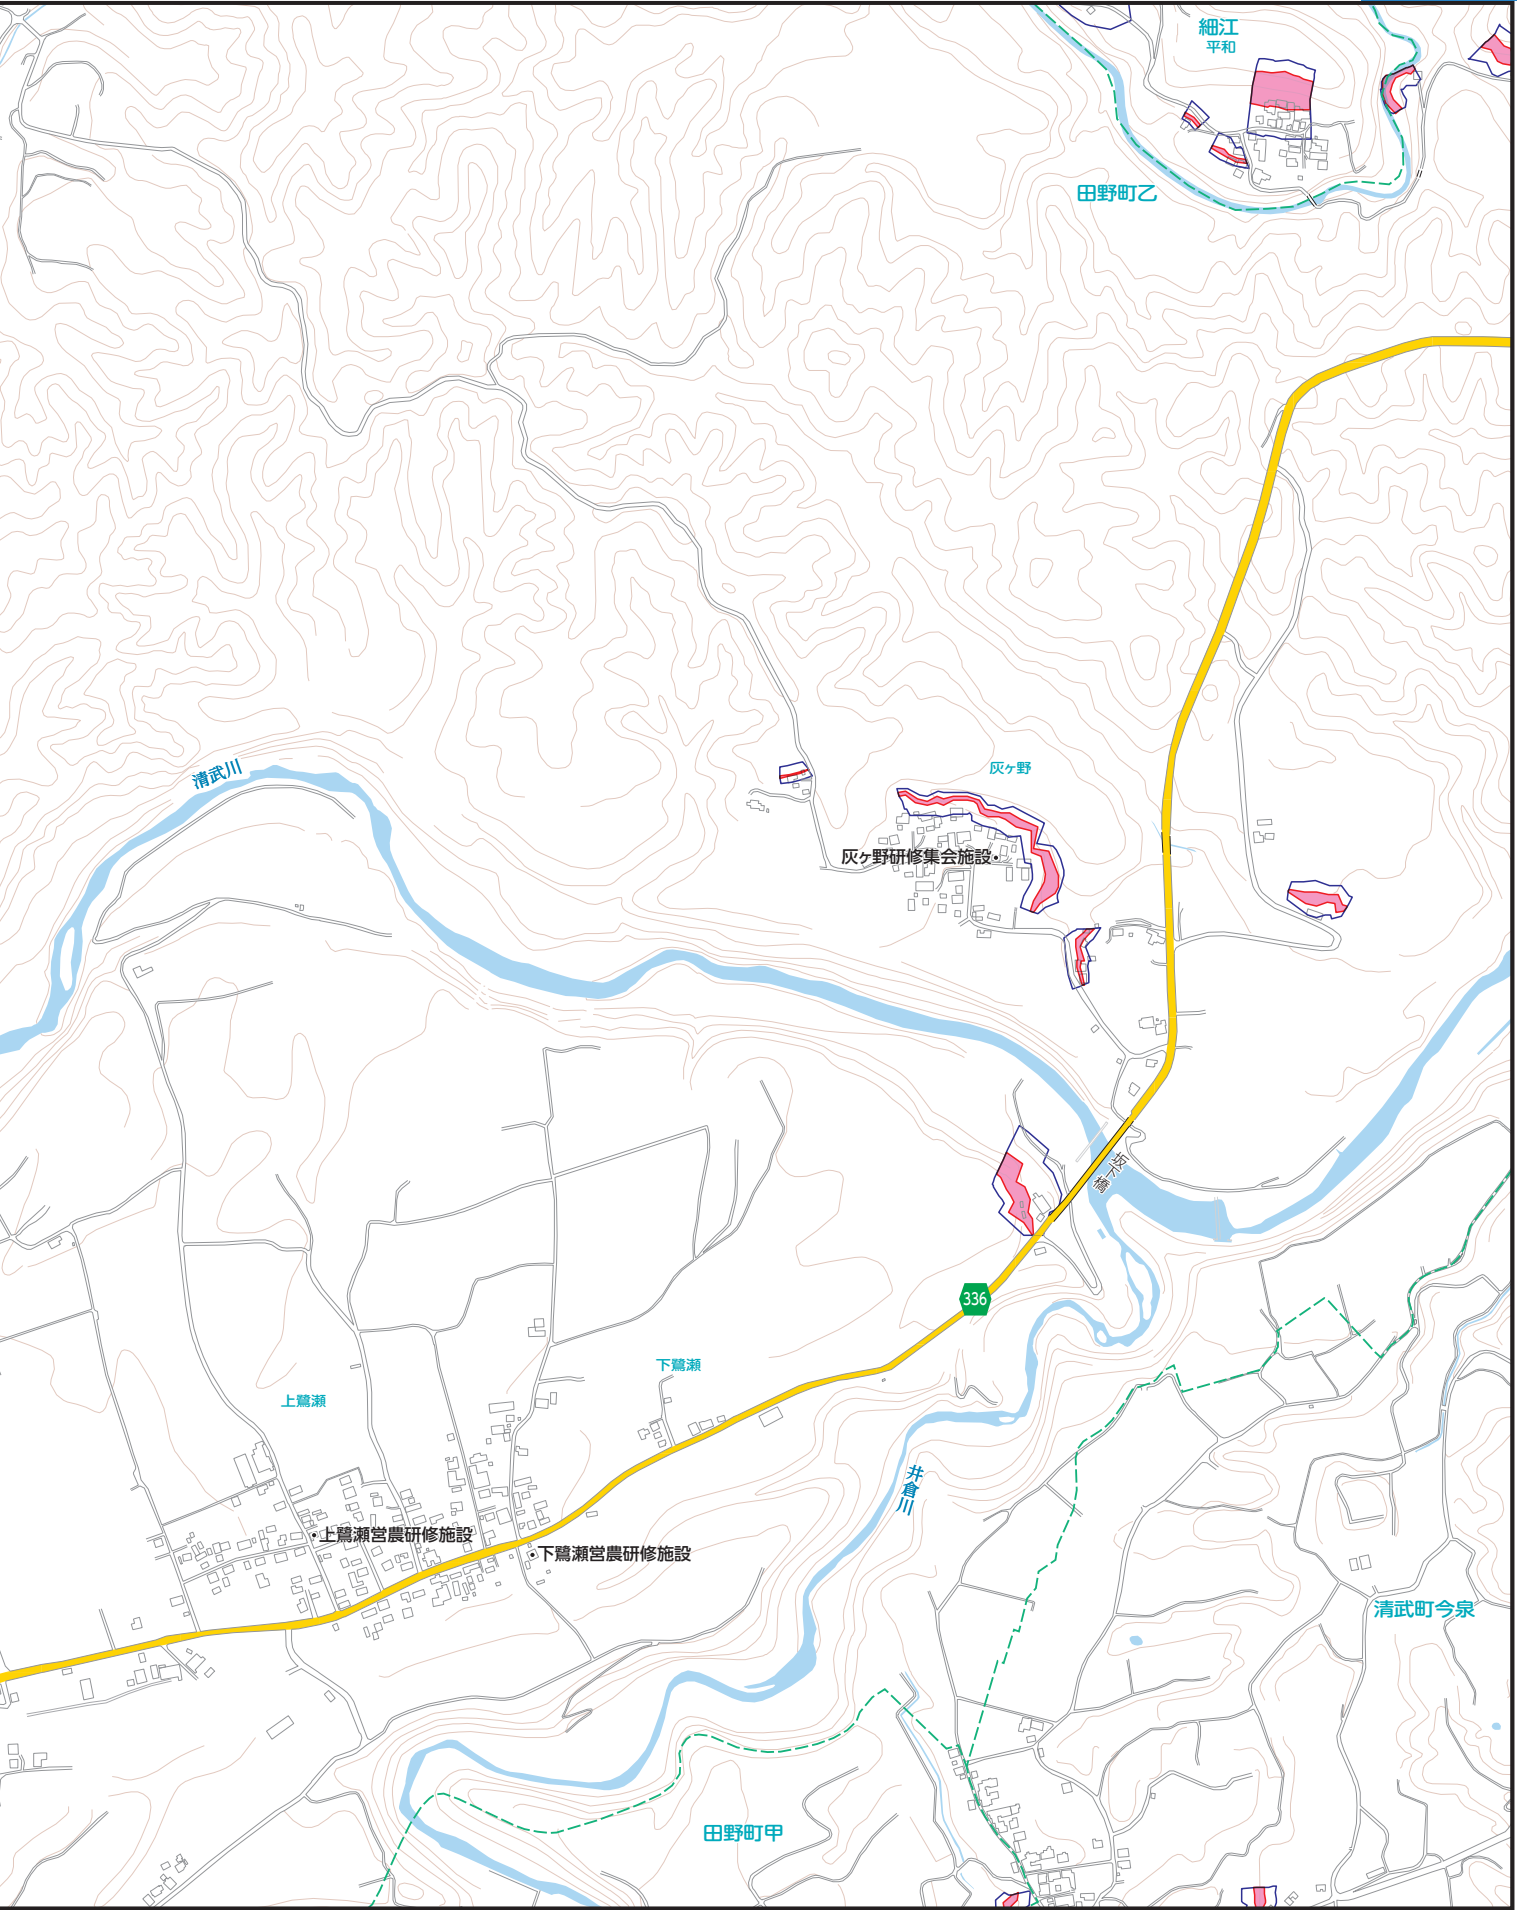 細江
平和
田野町乙
清武川
灰ヶ野
灰ヶ野研修集会施設
坂下橋
336
下鷺瀬
上鷺瀬
井倉川
上鷺瀬営農研修施設
下鷺瀬営農研修施設
清武町今泉
田野町甲